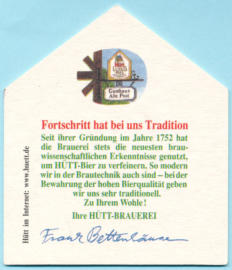 Hütt
Gasthaus
Alte Post
Fortschritt hat bei uns Tradition
Seit ihrer Gründung im Jahre 1752 hat
die Brauerei stets die neuesten brau-
wissenschaftlichen Erkenntnisse genutzt,
um HÜTT-Bier zu verfeinern. So modern
wir in der Brautechnik auch sind – bei der
Bewahrung der hohen Bierqualität geben
wir uns sehr traditionell.
Zu Ihrem Wohle !
Ihre HÜTT-BRAUEREI
Frank Bettenhäuser
Hütt im Internet: www.huett.de